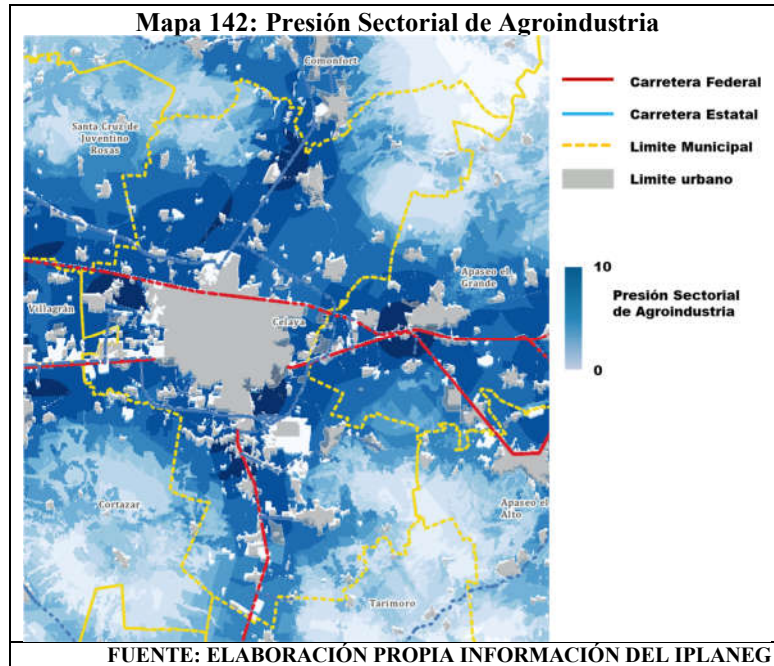 Mapa 142: Presión Sectorial de Agroindustria
Comonfort
Santa Cruz de
Juventino
Rosas
Apaseo el
Grande
Villagrán
Celaya
Cortazar
Apaseo el
Alto
Tarimoro
Carretera Federal
Carretera Estatal
Limite Municipal
Limite urbano
10
Presión Sectorial
de Agroindustria
0
FUENTE: ELABORACIÓN PROPIA INFORMACIÓN DEL IPLANEG